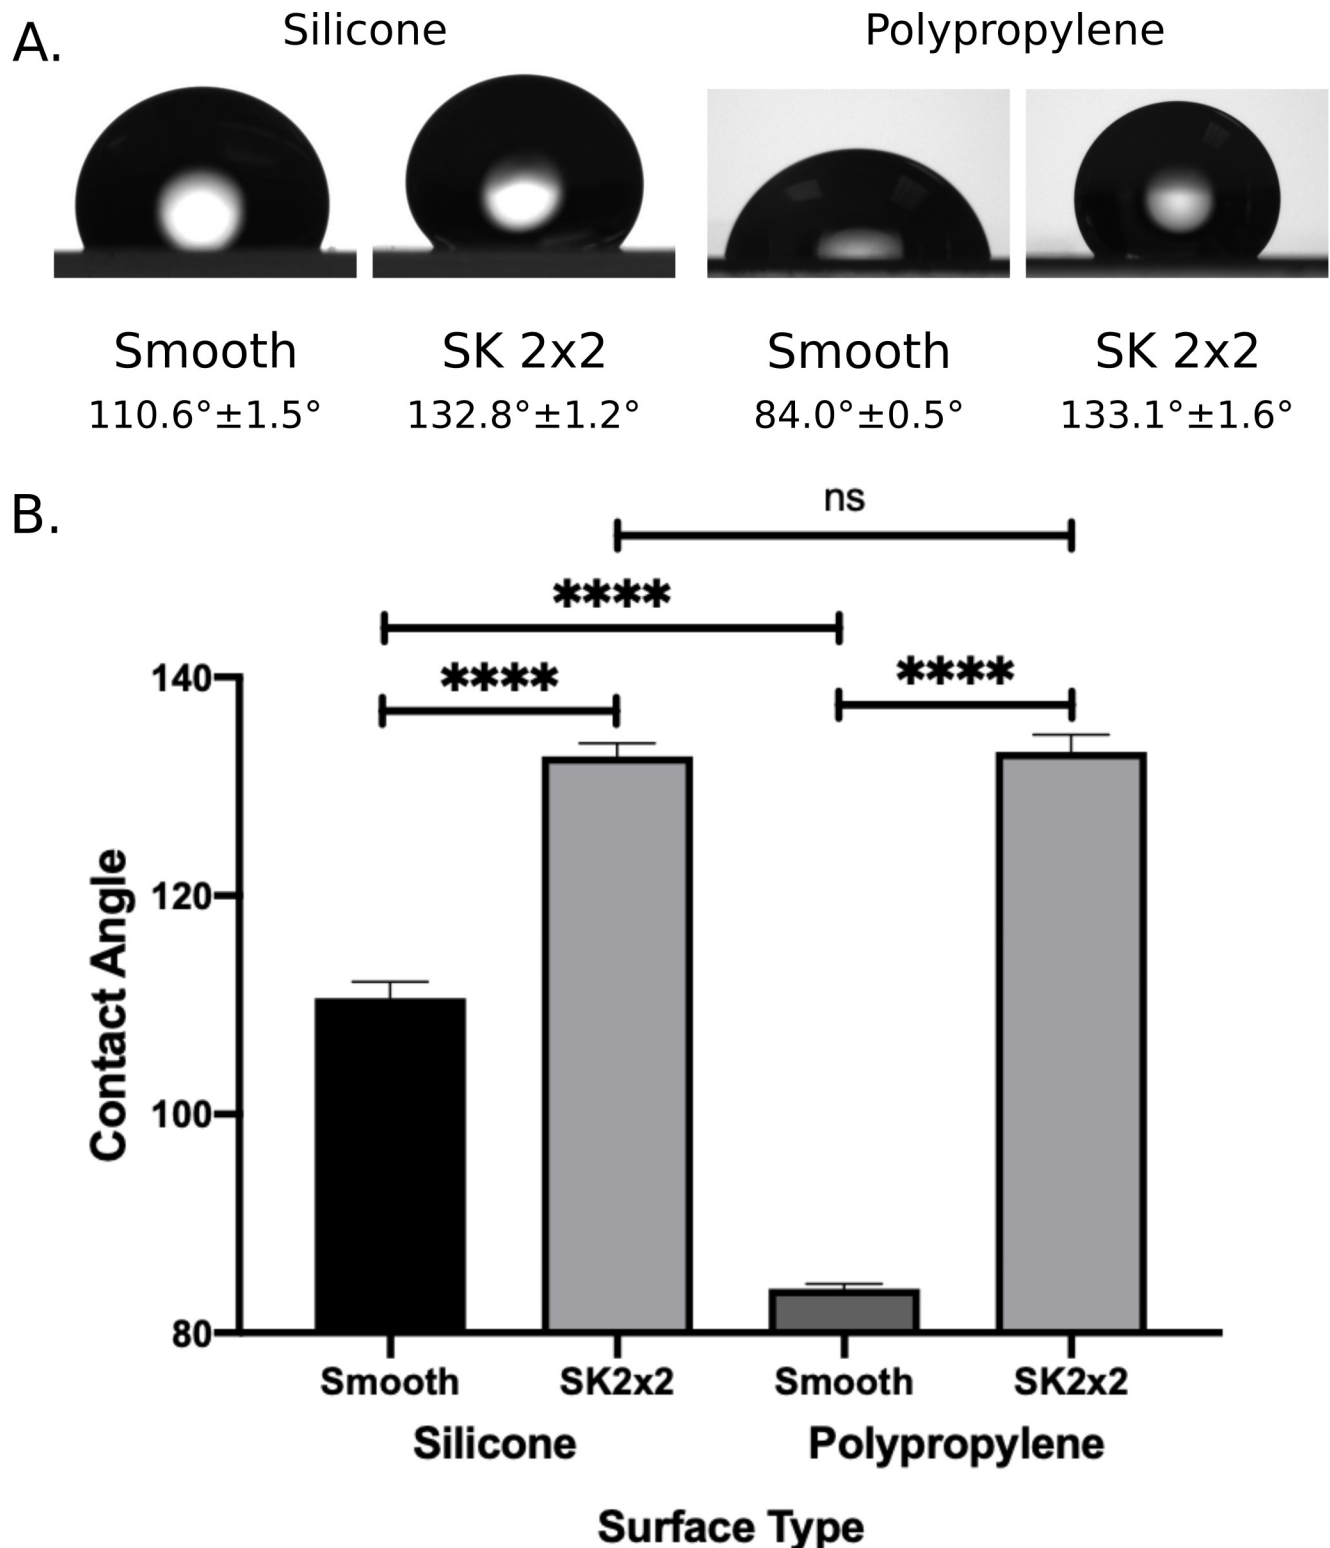 A.
Silicone Polypropylene
Smooth SK 2x2 Smooth SK 2x2
110.6°±1.5° 132.8°±1.2° 84.0°±0.5° 133.1°±1.6°
B.
ns
****
**** ****
140
120
100
80
Contact Angle
Smooth SK2x2 Smooth SK2x2
Silicone Polypropylene
Surface Type